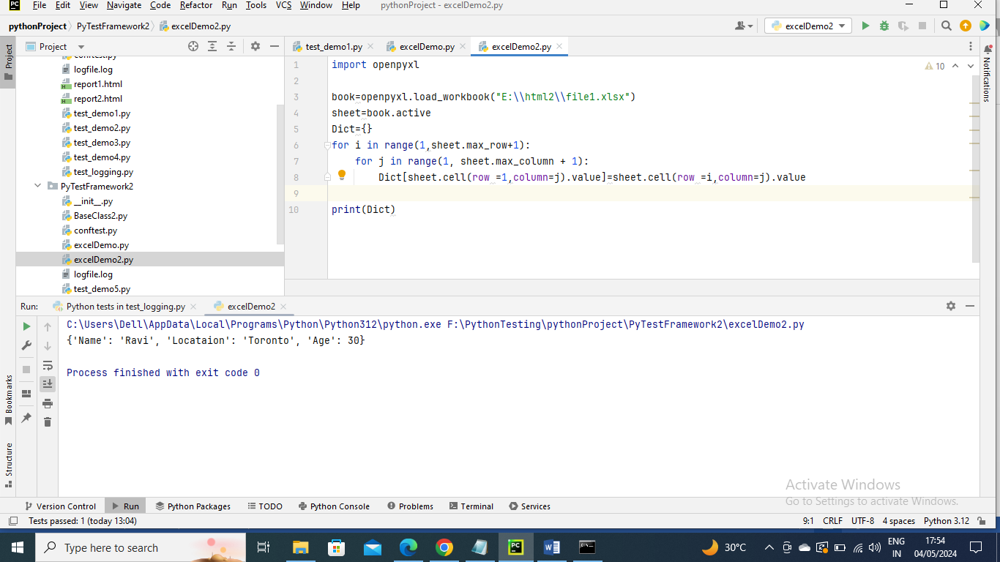 PC File Edit View Navigate Code Refactor Run Tools VCS Window Help pythonProject - excelDemo2.py
pythonProject PyTestFramework2 excelDemo2.py excelDemo2
Project
Project
conftest.py
logfile.log
report1.html
report2.html
test_demo1.py
test_demo2.py
test_demo3.py
test_demo4.py
test_logging.py
PyTestFramework2
__init__.py
BaseClass2.py
conftest.py
excelDemo.py
excelDemo2.py
logfile.log
test_demo5.py
test_demo1.py excelDemo.py excelDemo2.py
10
Notifications
1 import openpyxl
2
3 book=openpyxl.load_workbook("E:\\html2\\file1.xlsx")
4 sheet=book.active
5 Dict={}
6 for i in range(1,sheet.max_row+1):
7 for j in range(1, sheet.max_column + 1):
8 Dict[sheet.cell(row =1,column=j).value]=sheet.cell(row =i,column=j).value
9
10 print(Dict)
Run: Python tests in test_logging.py excelDemo2
C:\Users\Dell\AppData\Local\Programs\Python\Python312\python.exe F:\PythonTesting\pythonProject\PyTestFramework2\excelDemo2.py
{'Name': 'Ravi', 'Locataion': 'Toronto', 'Age': 30}
Process finished with exit code 0
Bookmarks
Structure
Activate Windows
Go to Settings to activate Windows.
Version Control Run Python Packages TODO Python Console Problems Terminal Services
Tests passed: 1 (today 13:04) 9:1 CRLF UTF-8 4 spaces Python 3.12
Type here to search PC 30°C ENG 17:54
IN 04/05/2024